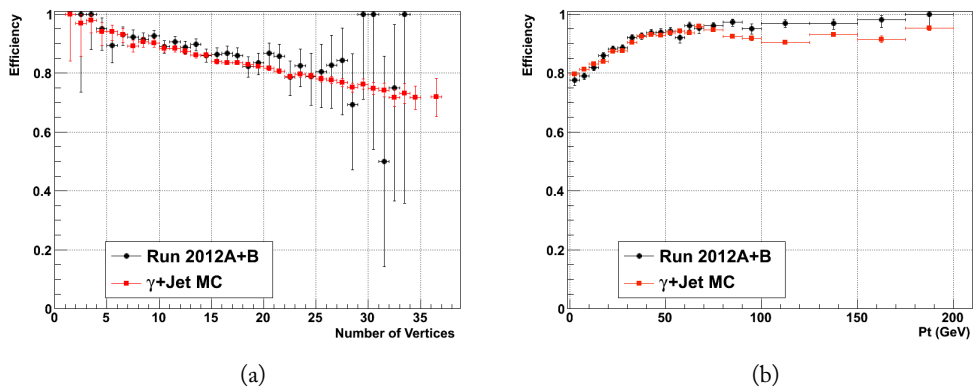 Efficiency
1
0.8
0.6
0.4
0.2
0
Run 2012A+B
γ+Jet MC
0 5 10 15 20 25 30 35
Number of Vertices
(a)
Efficiency
1
0.8
0.6
0.4
0.2
0
Run 2012A+B
γ+Jet MC
0 50 100 150 200
Pt (GeV)
(b)